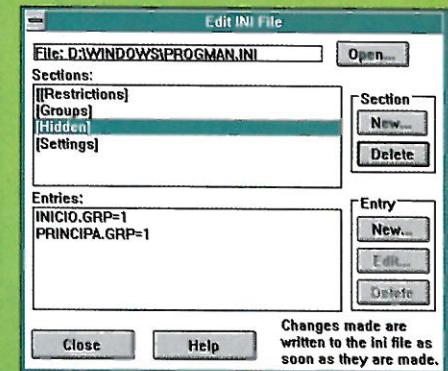 Edit INI File
File: D:\WINDOWS\PROGMAN.INI
Open...
Sections:
[[Restrictions]
[Groups]
[Hidden]
[Settings]
Section
New...
Delete
Entries:
INICIO.GRP=1
PRINCIPA.GRP=1
Entry
New...
Edit...
Delete
Close
Help
Changes made are
written to the ini file as
soon as they are made.